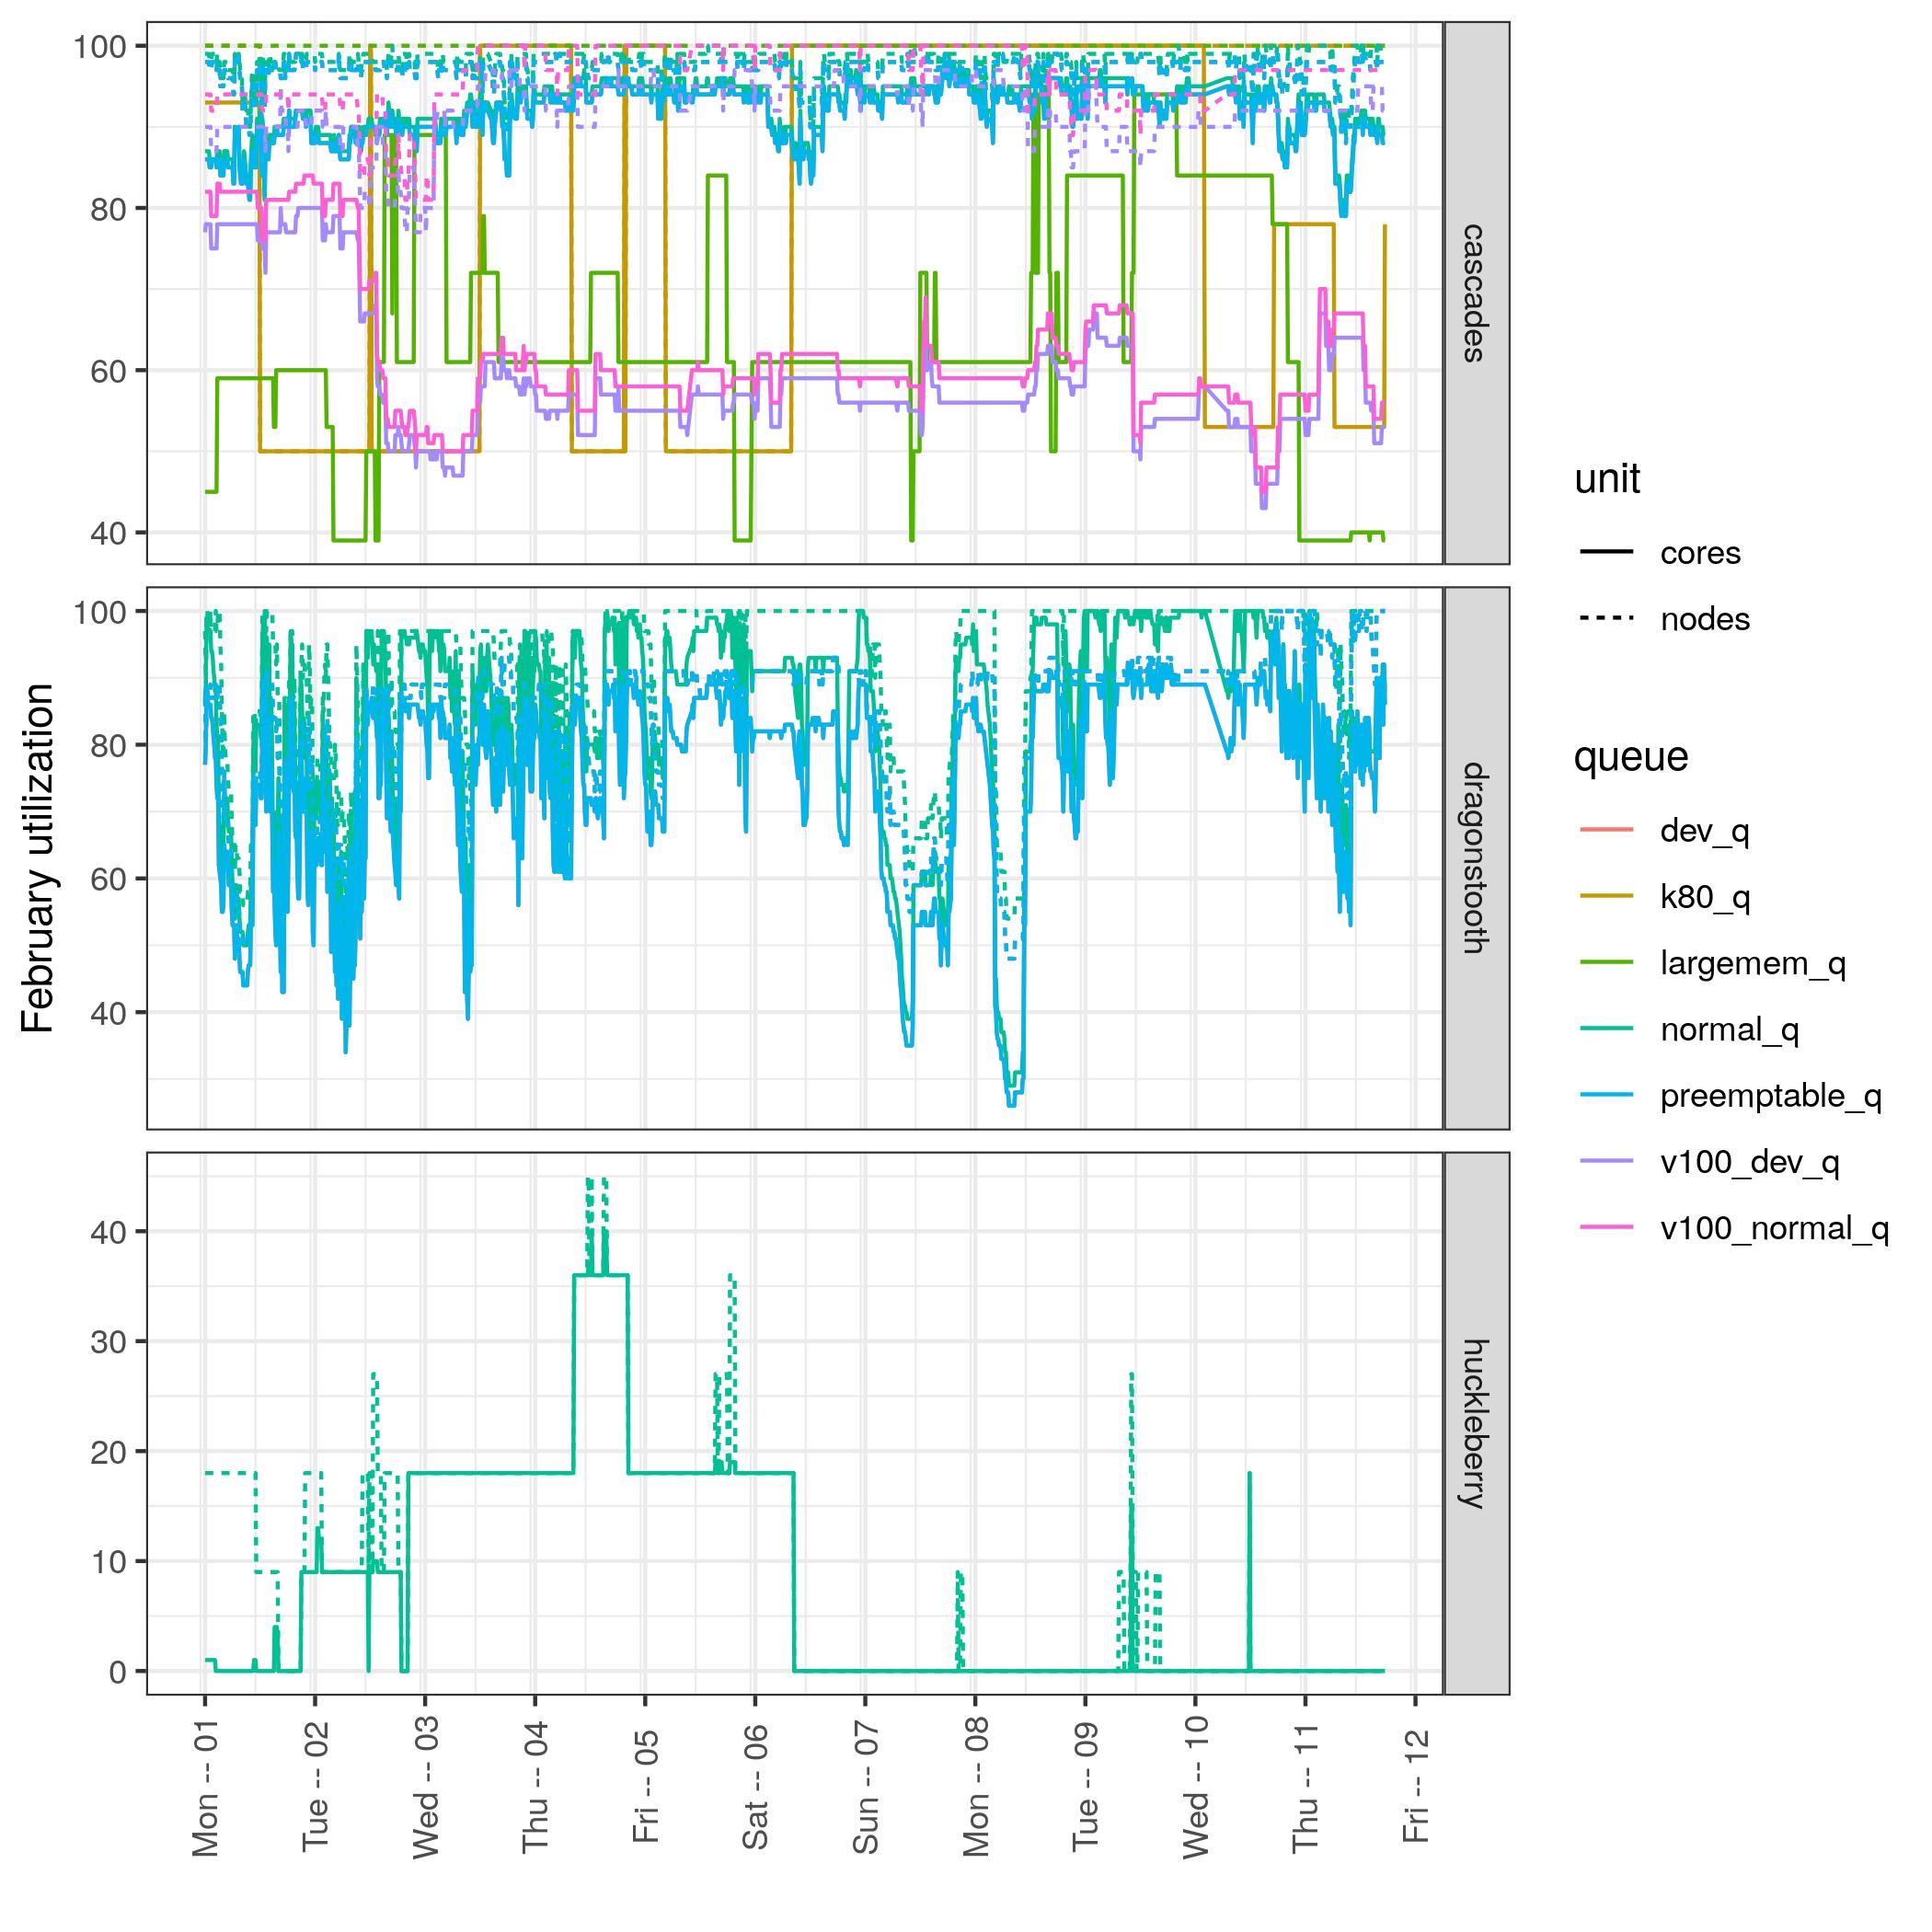 February utilization
100
80
60
40
cascades
100
80
60
40
dragonstooth
40
30
20
10
0
huckleberry
Mon -- 01
Tue -- 02
Wed -- 03
Thu -- 04
Fri -- 05
Sat -- 06
Sun -- 07
Mon -- 08
Tue -- 09
Wed -- 10
Thu -- 11
Fri -- 12
unit
cores
nodes
queue
dev_q
k80_q
largemem_q
normal_q
preemptable_q
v100_dev_q
v100_normal_q